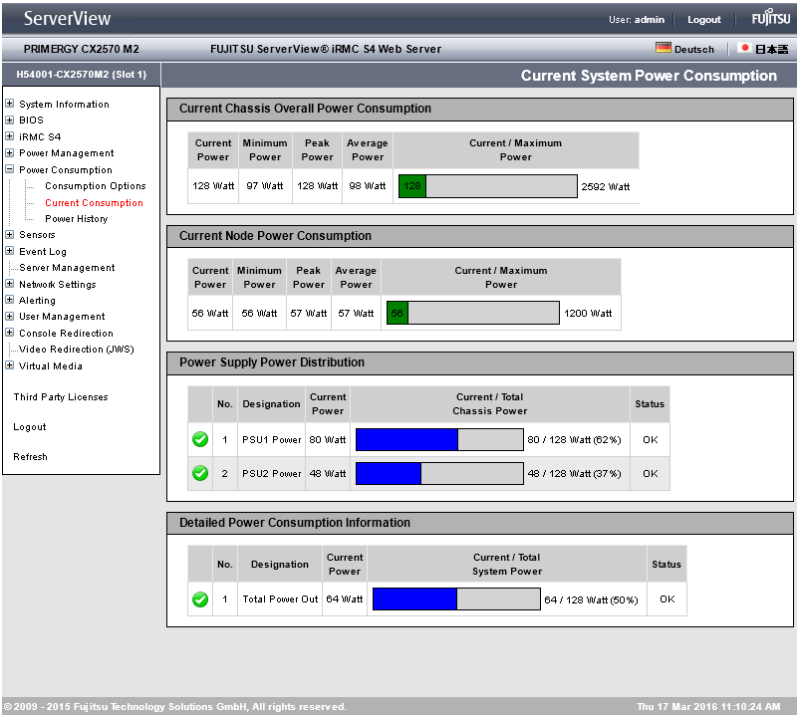 ServerView
User: admin Logout FUJITSU
PRIMERGY CX2570 M2 FUJITSU ServerView® iRMC S4 Web Server Deutsch 日本語
H54001-CX2570M2 (Slot 1) Current System Power Consumption
System Information
BIOS
iRMC S4
Power Management
Power Consumption
Consumption Options
Current Consumption
Power History
Sensors
Event Log
Server Management
Network Settings
Alerting
User Management
Console Redirection
Video Redirection (JWS)
Virtual Media
Third Party Licenses
Logout
Refresh
Current Chassis Overall Power Consumption
Current Minimum Peak Average Current / Maximum
Power Power Power Power Power
128 Watt 97 Watt 128 Watt 98 Watt 128 2592 Watt
Current Node Power Consumption
Current Minimum Peak Average Current / Maximum
Power Power Power Power Power
56 Watt 56 Watt 57 Watt 57 Watt 56 1200 Watt
Power Supply Power Distribution
No. Designation Current Power Current / Total Chassis Power Status
1 PSU1 Power 80 Watt 80 / 128 Watt (62%) OK
2 PSU2 Power 48 Watt 48 / 128 Watt (37%) OK
Detailed Power Consumption Information
No. Designation Current Power Current / Total System Power Status
1 Total Power Out 64 Watt 64 / 128 Watt (50%) OK
© 2009 - 2015 Fujitsu Technology Solutions GmbH, All rights reserved. Thu 17 Mar 2016 11:10:24 AM